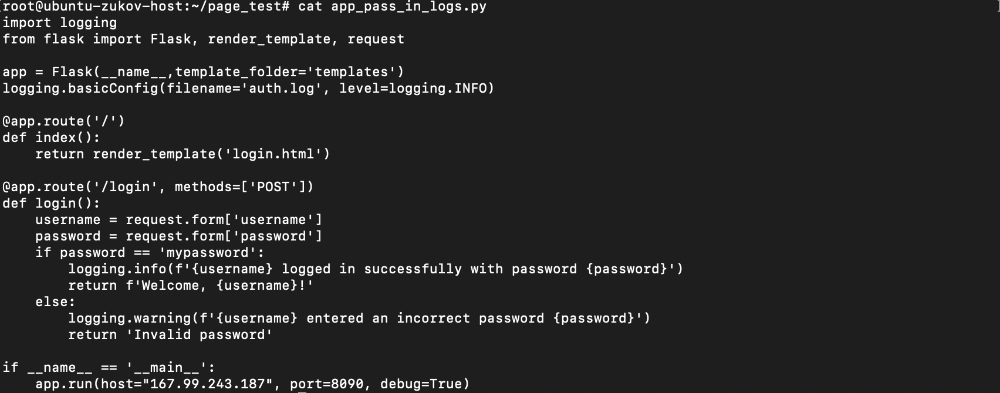 root@ubuntu-zukov-host:~/page_test# cat app_pass_in_logs.py
import logging
from flask import Flask, render_template, request

app = Flask(__name__,template_folder='templates')
logging.basicConfig(filename='auth.log', level=logging.INFO)

@app.route('/')
def index():
    return render_template('login.html')

@app.route('/login', methods=['POST'])
def login():
    username = request.form['username']
    password = request.form['password']
    if password == 'mypassword':
        logging.info(f'{username} logged in successfully with password {password}')
        return f'Welcome, {username}!'
    else:
        logging.warning(f'{username} entered an incorrect password {password}')
        return 'Invalid password'

if __name__ == '__main__':
    app.run(host="167.99.243.187", port=8090, debug=True)